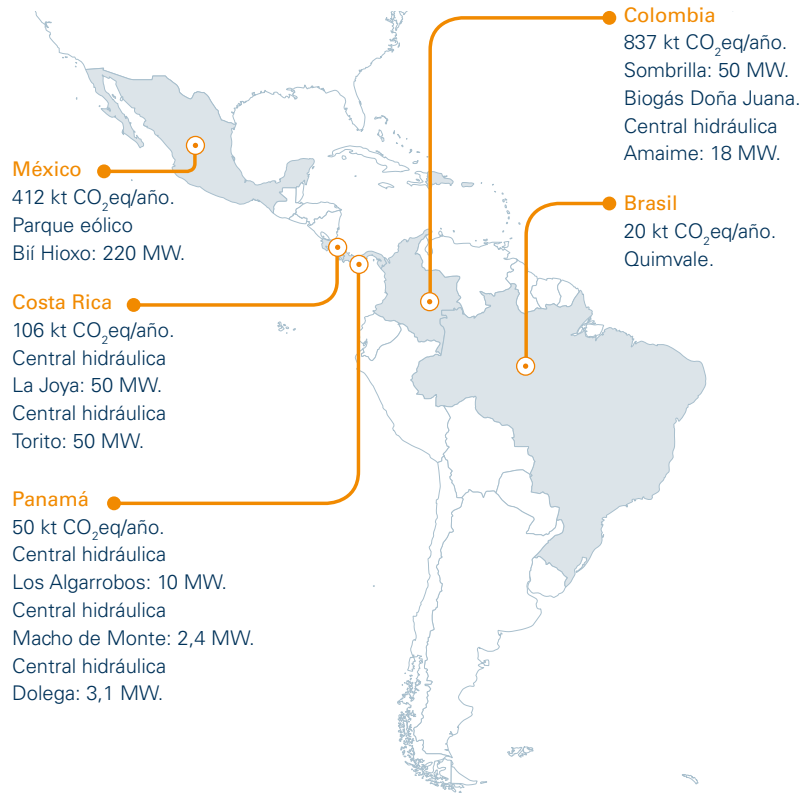 México
412 kt CO₂eq/año.
Parque eólico
Bií Hioxo: 220 MW.
Costa Rica
106 kt CO₂eq/año.
Central hidráulica
La Joya: 50 MW.
Central hidráulica
Torito: 50 MW.
Panamá
50 kt CO₂eq/año.
Central hidráulica
Los Algarrobos: 10 MW.
Central hidráulica
Macho de Monte: 2,4 MW.
Central hidráulica
Dolega: 3,1 MW.
Colombia
837 kt CO₂eq/año.
Sombrilla: 50 MW.
Biogás Doña Juana.
Central hidráulica
Amaime: 18 MW.
Brasil
20 kt CO₂eq/año.
Quimvale.